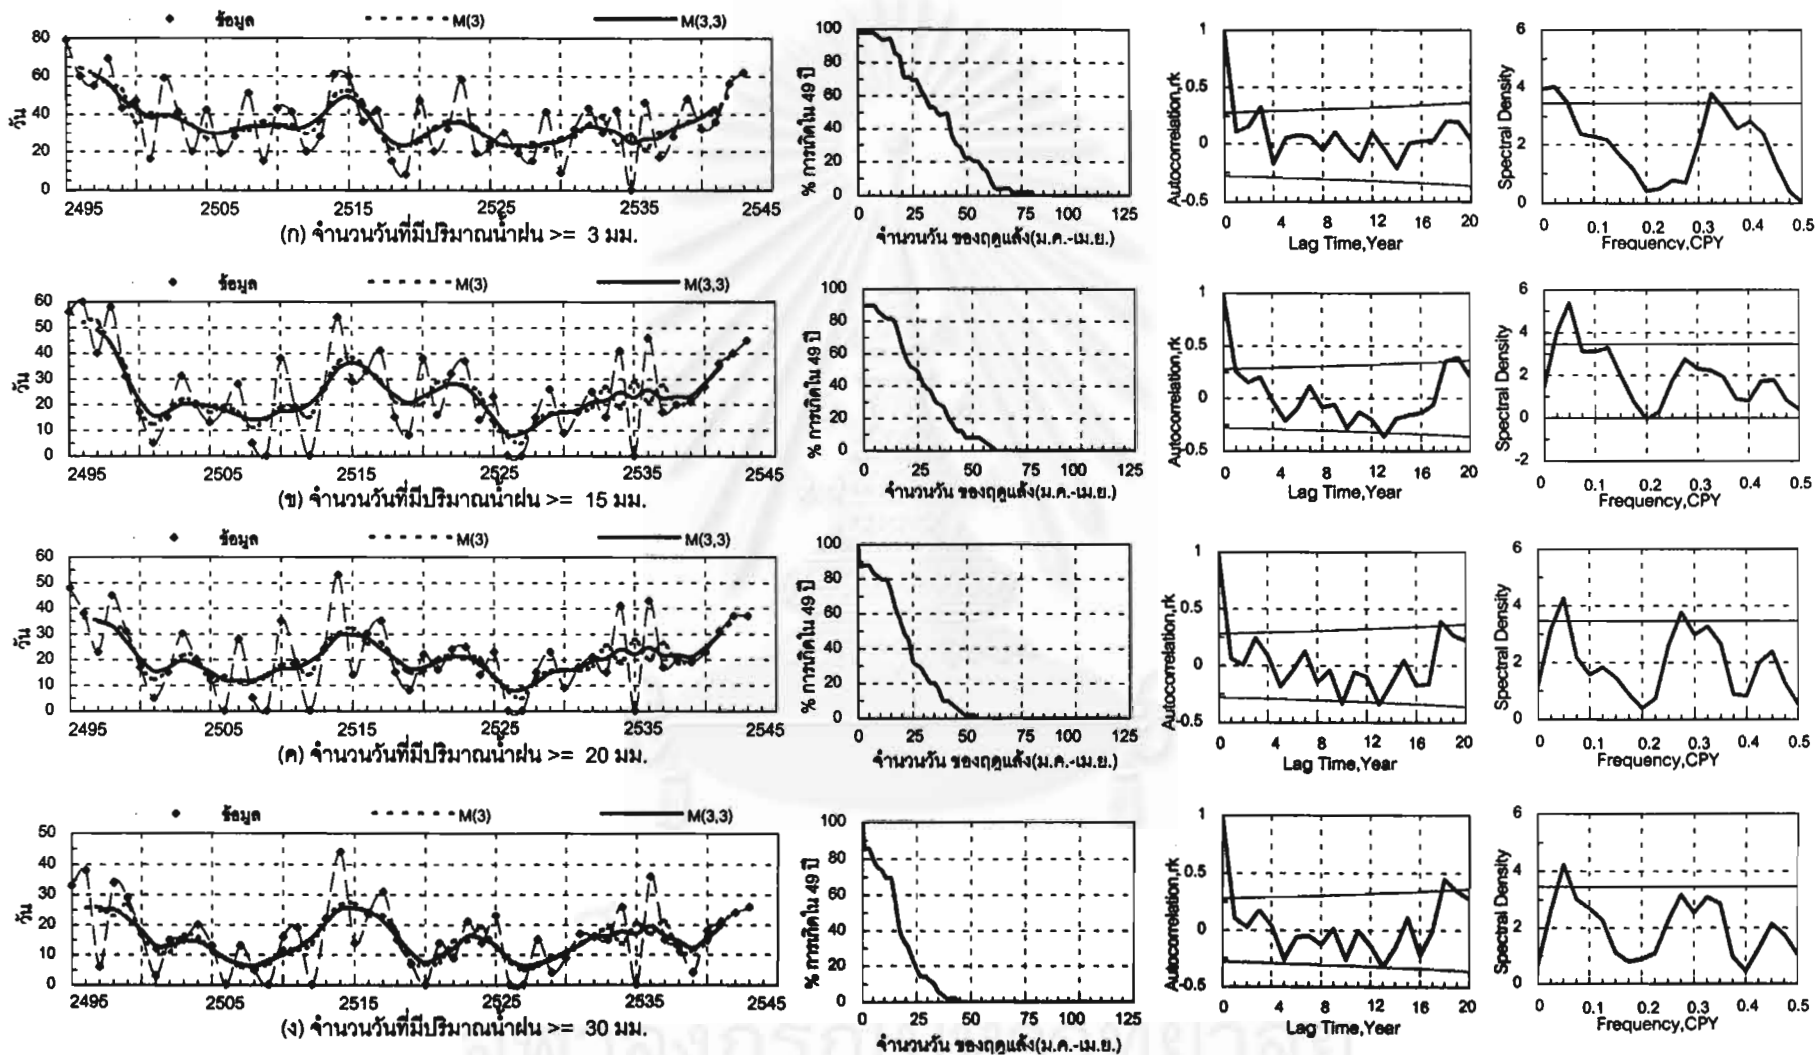 ข้อมูล M(3) M(3,3)
วัน
80
60
40
20
0
2495 2505 2515 2525 2535 2545
(ก) จำนวนวันที่มีปริมาณน้ำฝน >= 3 มม.
% การเกิดใน 49 ปี
100
80
60
40
20
0
0 25 50 75 100 125
จำนวนวัน ของฤดูแล้ง(ม.ค.-เม.ย.)
Autocorrelation,rk
1
0.5
0
-0.5
0 4 8 12 16 20
Lag Time,Year
Spectral Density
6
4
2
0
0 0.1 0.2 0.3 0.4 0.5
Frequency,CPY
ข้อมูล M(3) M(3,3)
วัน
60
50
40
30
20
10
0
2495 2505 2515 2525 2535 2545
(ข) จำนวนวันที่มีปริมาณน้ำฝน >= 15 มม.
% การเกิดใน 49 ปี
100
80
60
40
20
0
0 25 50 75 100 125
จำนวนวัน ของฤดูแล้ง(ม.ค.-เม.ย.)
Autocorrelation,rk
1
0.5
0
-0.5
0 4 8 12 16 20
Lag Time,Year
Spectral Density
6
4
2
0
-2
0 0.1 0.2 0.3 0.4 0.5
Frequency,CPY
ข้อมูล M(3) M(3,3)
วัน
60
50
40
30
20
10
0
2495 2505 2515 2525 2535 2545
(ค) จำนวนวันที่มีปริมาณน้ำฝน >= 20 มม.
% การเกิดใน 49 ปี
100
80
60
40
20
0
0 25 50 75 100 125
จำนวนวัน ของฤดูแล้ง(ม.ค.-เม.ย.)
Autocorrelation,rk
1
0.5
0
-0.5
0 4 8 12 16 20
Lag Time,Year
Spectral Density
6
4
2
0
0 0.1 0.2 0.3 0.4 0.5
Frequency,CPY
ข้อมูล M(3) M(3,3)
วัน
50
40
30
20
10
0
2495 2505 2515 2525 2535 2545
(ง) จำนวนวันที่มีปริมาณน้ำฝน >= 30 มม.
% การเกิดใน 49 ปี
100
80
60
40
20
0
0 25 50 75 100 125
จำนวนวัน ของฤดูแล้ง(ม.ค.-เม.ย.)
Autocorrelation,rk
1
0.5
0
-0.5
0 4 8 12 16 20
Lag Time,Year
Spectral Density
6
4
2
0
0 0.1 0.2 0.3 0.4 0.5
Frequency,CPY